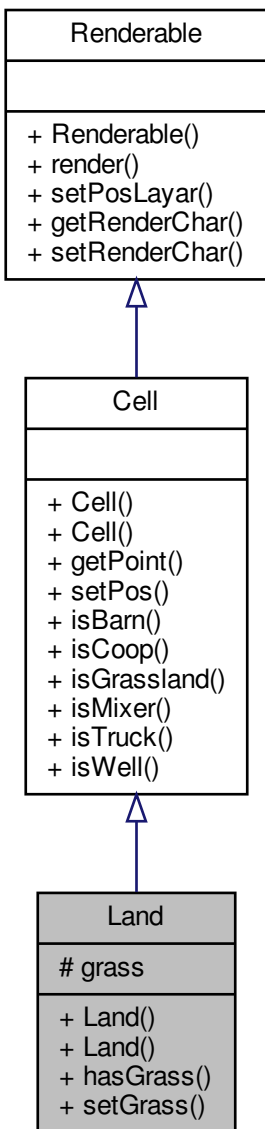 Renderable
+ Renderable()
+ render()
+ setPosLayar()
+ getRenderChar()
+ setRenderChar()
Cell
+ Cell()
+ Cell()
+ getPoint()
+ setPos()
+ isBarn()
+ isCoop()
+ isGrassland()
+ isMixer()
+ isTruck()
+ isWell()
Land
# grass
+ Land()
+ Land()
+ hasGrass()
+ setGrass()